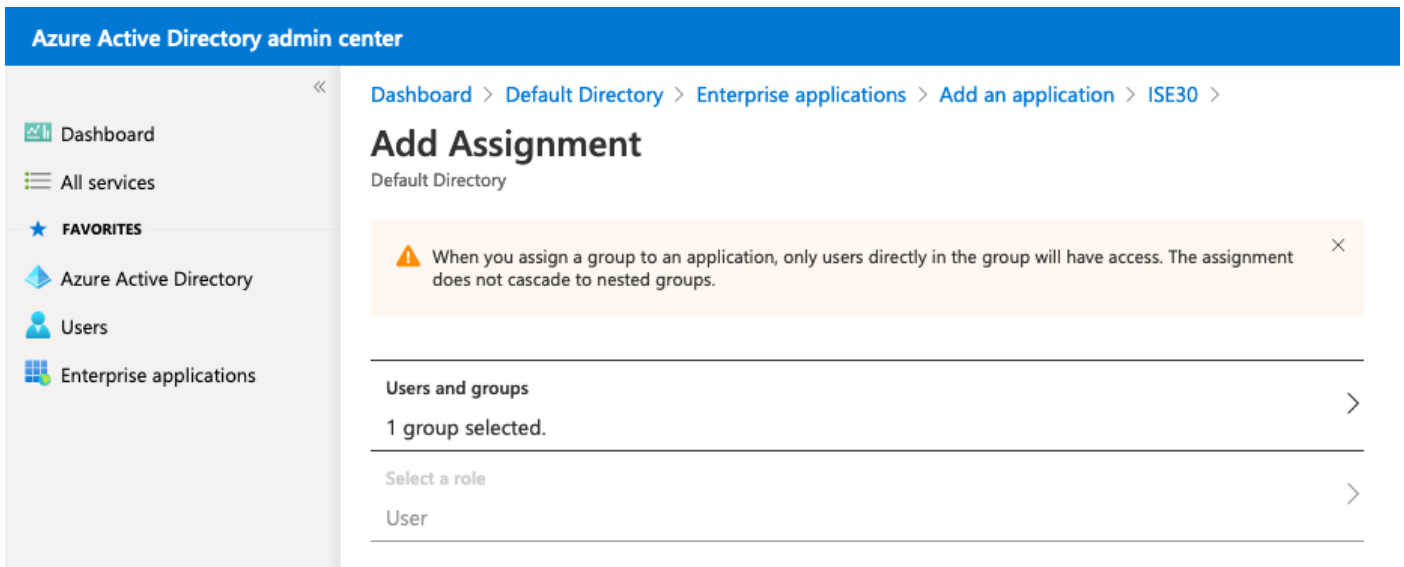 Azure Active Directory admin center
«
Dashboard > Default Directory > Enterprise applications > Add an application > ISE30 >
Dashboard
All services
FAVORITES
Azure Active Directory
Users
Enterprise applications
Add Assignment
Default Directory
When you assign a group to an application, only users directly in the group will have access. The assignment
does not cascade to nested groups.
Users and groups
1 group selected.
Select a role
User